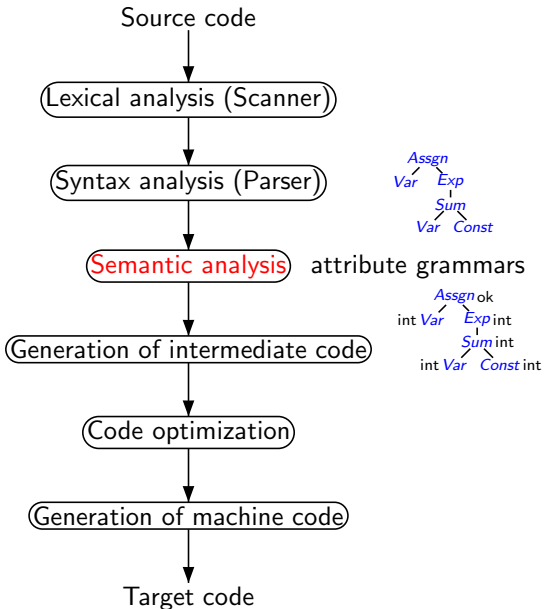 Source code
Lexical analysis (Scanner)
Syntax analysis (Parser)
Assgn
Var Exp
Sum
Var Const
Semantic analysis attribute grammars
Assgn ok
int Var Exp int
Sum int
int Var Const int
Generation of intermediate code
Code optimization
Generation of machine code
Target code